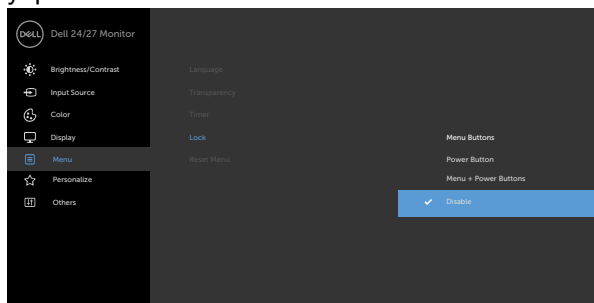 DELL
Dell 24/27 Monitor
Brightness/Contrast
Input Source
Color
Display
Menu
Personalize
Others
Language
Transparency
Timer
Lock
Reset Menu
Menu Buttons
Power Button
Menu + Power Buttons
Disable